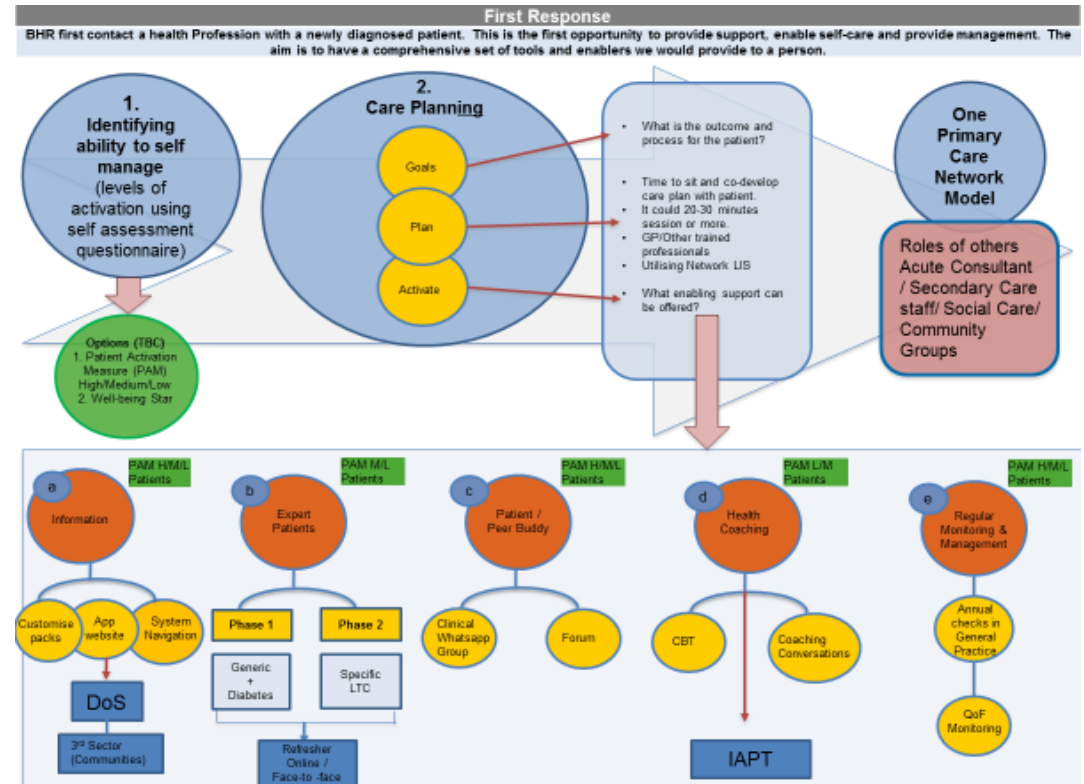 First Response
BHR first contact a health Profession with a newly diagnosed patient. This is the first opportunity to provide support, enable self-care and provide management. The
aim is to have a comprehensive set of tools and enablers we would provide to a person.
1.
Identifying
ability to self
manage
(levels of
activation using
self assessment
questionnaire)
Options (TBC)
1. Patient Activation
Measure (PAM)
High/Medium/Low
2. Well-being Star
2.
Care Planning
Goals
Plan
Activate
• What is the outcome and
process for the patient?
• Time to sit and co-develop
care plan with patient.
• It could 20-30 minutes
session or more.
• GP/Other trained
professionals
• Utilising Network LIS
• What enabling support can
be offered?
One
Primary
Care
Network
Model
Roles of others
Acute Consultant
/ Secondary Care
staff/ Social Care/
Community
Groups
a
Information
PAM H/M/L
Patients
Customise
packs
App
website
System
Navigation
DoS
3rd Sector
(Communities)
b
Expert
Patients
PAM M/L
Patients
Phase 1
Phase 2
Generic
+
Diabetes
Specific
LTC
Refresher
Online /
Face-to -face
c
Patient /
Peer Buddy
PAM H/M/L
Patients
Clinical
Whatsapp
Group
Forum
d
Health
Coaching
PAM L/M
Patients
CBT
Coaching
Conversations
IAPT
e
Regular
Monitoring &
Management
PAM H/M/L
Patients
Annual
checks in
General
Practice
QoF
Monitoring